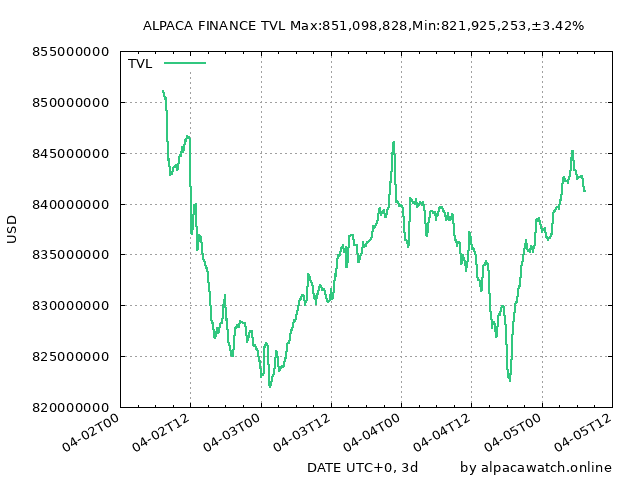 ALPACA FINANCE TVL Max:851,098,828,Min:821,925,253,±3.42%
855000000
TVL
850000000
845000000
840000000
USD
835000000
830000000
825000000
820000000
04-02T00
04-02T12
04-03T00
04-03T12
04-04T00
04-04T12
04-05T00
04-05T12
DATE UTC+0, 3d
by alpacawatch.online